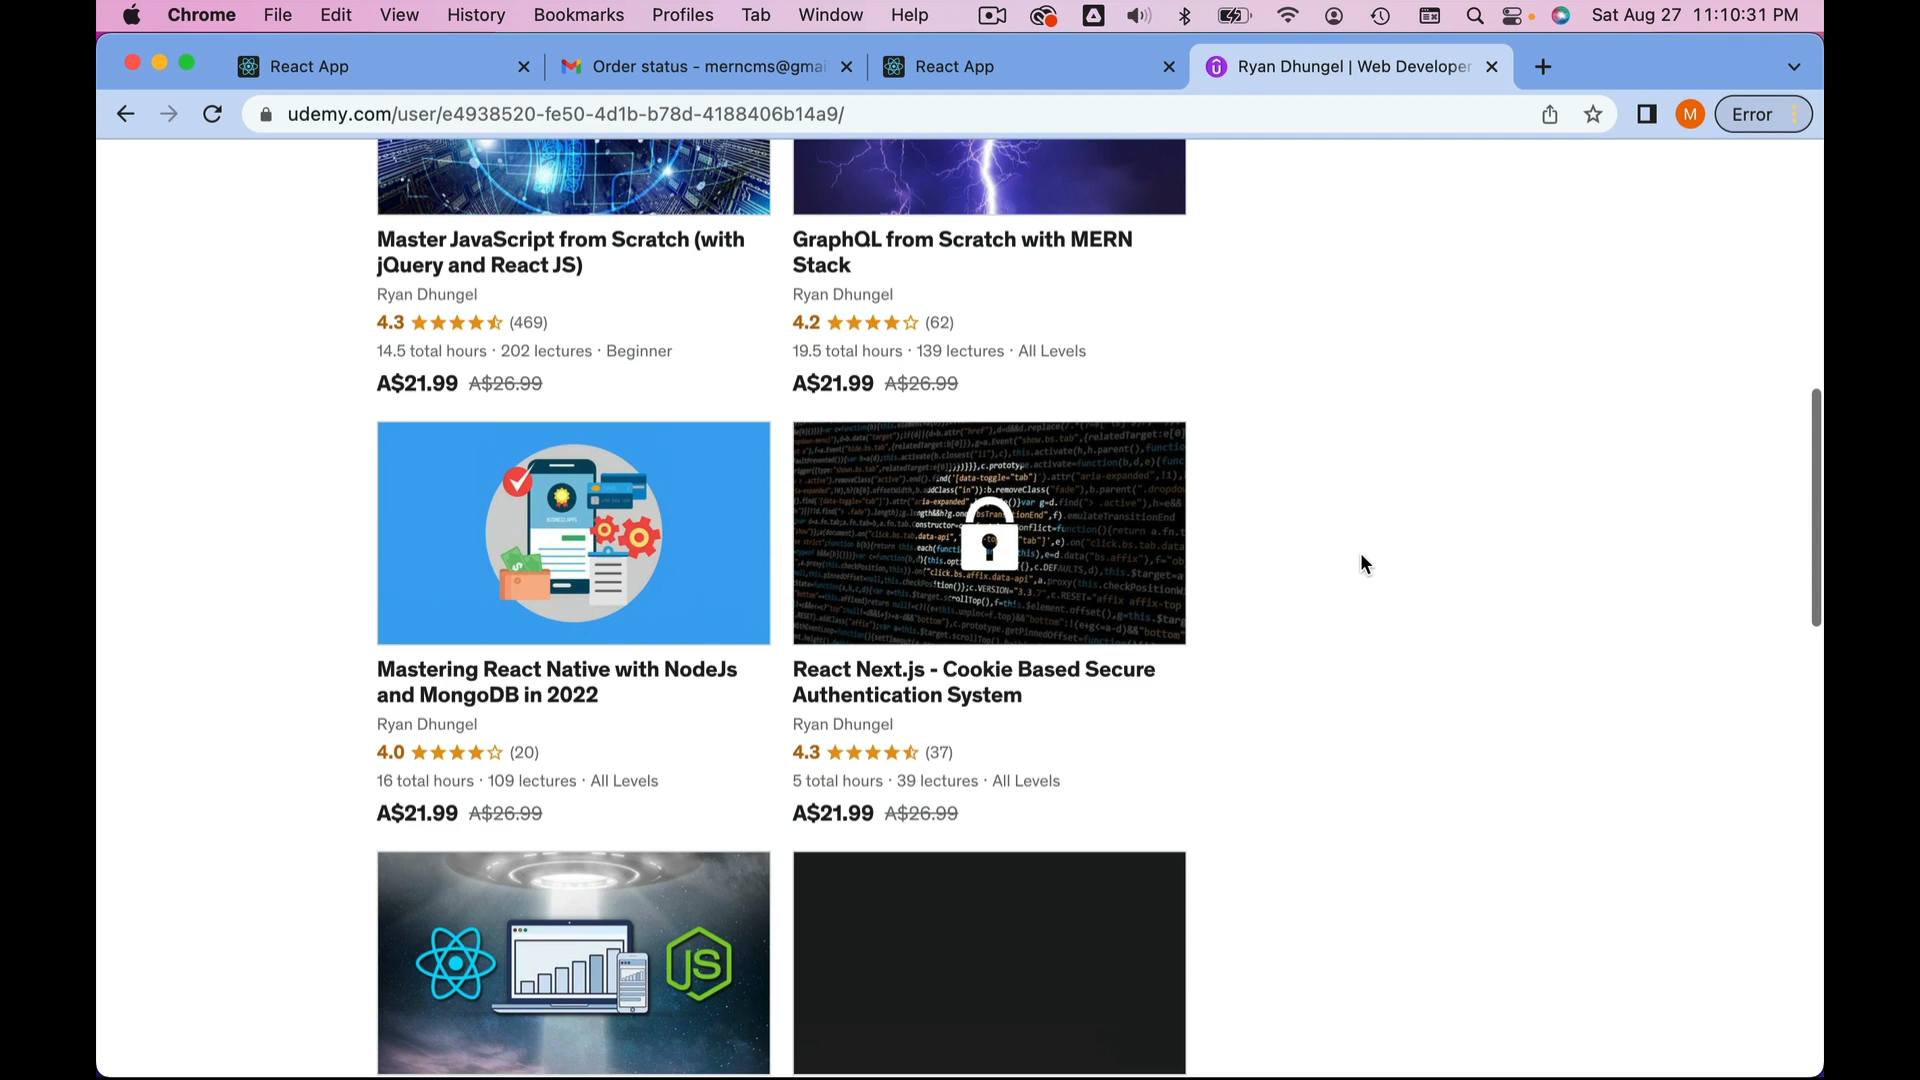 Chrome File Edit View History Bookmarks Profiles Tab Window Help Sat Aug 27 11:10:31 PM
React App
Order status - merncms@gmai
React App
Ryan Dhungel | Web Developer
udemy.com/user/e4938520-fe50-4d1b-b78d-4188406b14a9/
M
Error
Master JavaScript from Scratch (with
jQuery and React JS)
Ryan Dhungel
4.3 (469)
14.5 total hours · 202 lectures · Beginner
A$21.99 A$26.99
GraphQL from Scratch with MERN
Stack
Ryan Dhungel
4.2 (62)
19.5 total hours · 139 lectures · All Levels
A$21.99 A$26.99
Mastering React Native with NodeJs
and MongoDB in 2022
Ryan Dhungel
4.0 (20)
16 total hours · 109 lectures · All Levels
A$21.99 A$26.99
React Next.js - Cookie Based Secure
Authentication System
Ryan Dhungel
4.3 (37)
5 total hours · 39 lectures · All Levels
A$21.99 A$26.99
JS